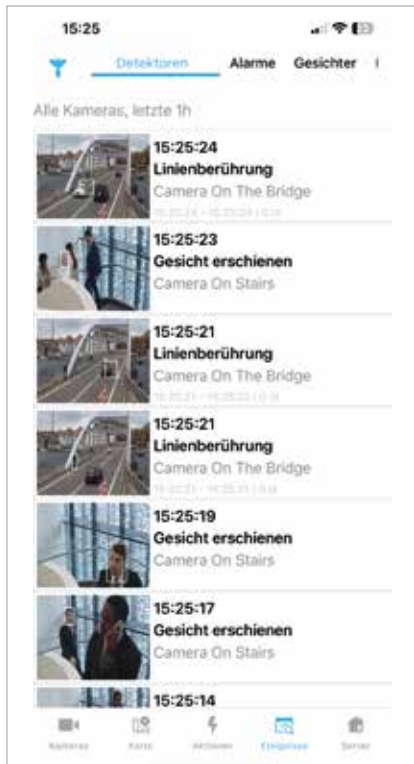 15:25
Detektoren Alarme Gesichter
Alle Kameras, letzte 1h
15:25:24
Linienberührung
Camera On The Bridge
15:25:23
Gesicht erschienen
Camera On Stairs
15:25:21
Linienberührung
Camera On The Bridge
15:25:21
Linienberührung
Camera On The Bridge
15:25:19
Gesicht erschienen
Camera On Stairs
15:25:17
Gesicht erschienen
Camera On Stairs
15:25:14
Kameras Karte Aktionen Ereignisse Server